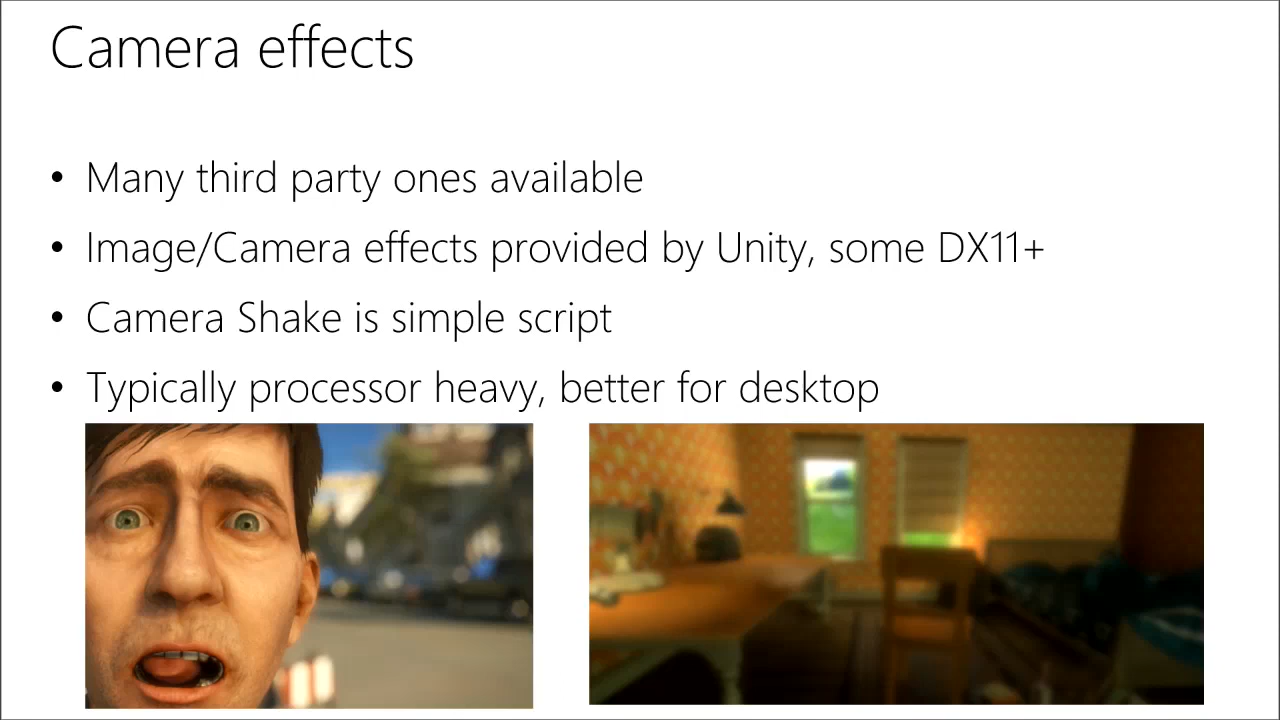 Camera effects
• Many third party ones available
• Image/Camera effects provided by Unity, some DX11+
• Camera Shake is simple script
• Typically processor heavy, better for desktop